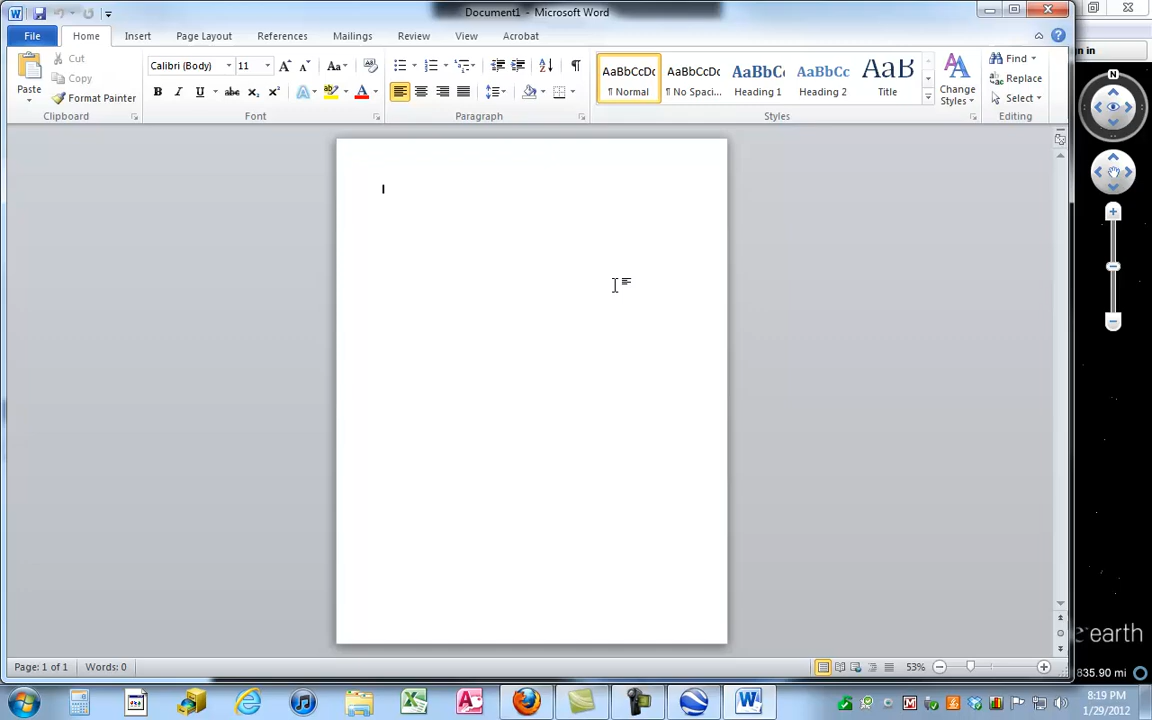 Document1 - Microsoft Word
File Home Insert Page Layout References Mailings Review View Acrobat
in in
N
Paste
Cut
Copy
Format Painter
Clipboard
Calibri (Body) 11
Font
Paragraph
AaBbCcDc AaBbCcDc AaBbC AaBbCc AaB
¶ Normal ¶ No Spaci... Heading 1 Heading 2 Title
Change
Styles
Styles
Find
Replace
Select
Editing
earth
835.90 mi
Page: 1 of 1 Words: 0
53%
8:19 PM
1/29/2012